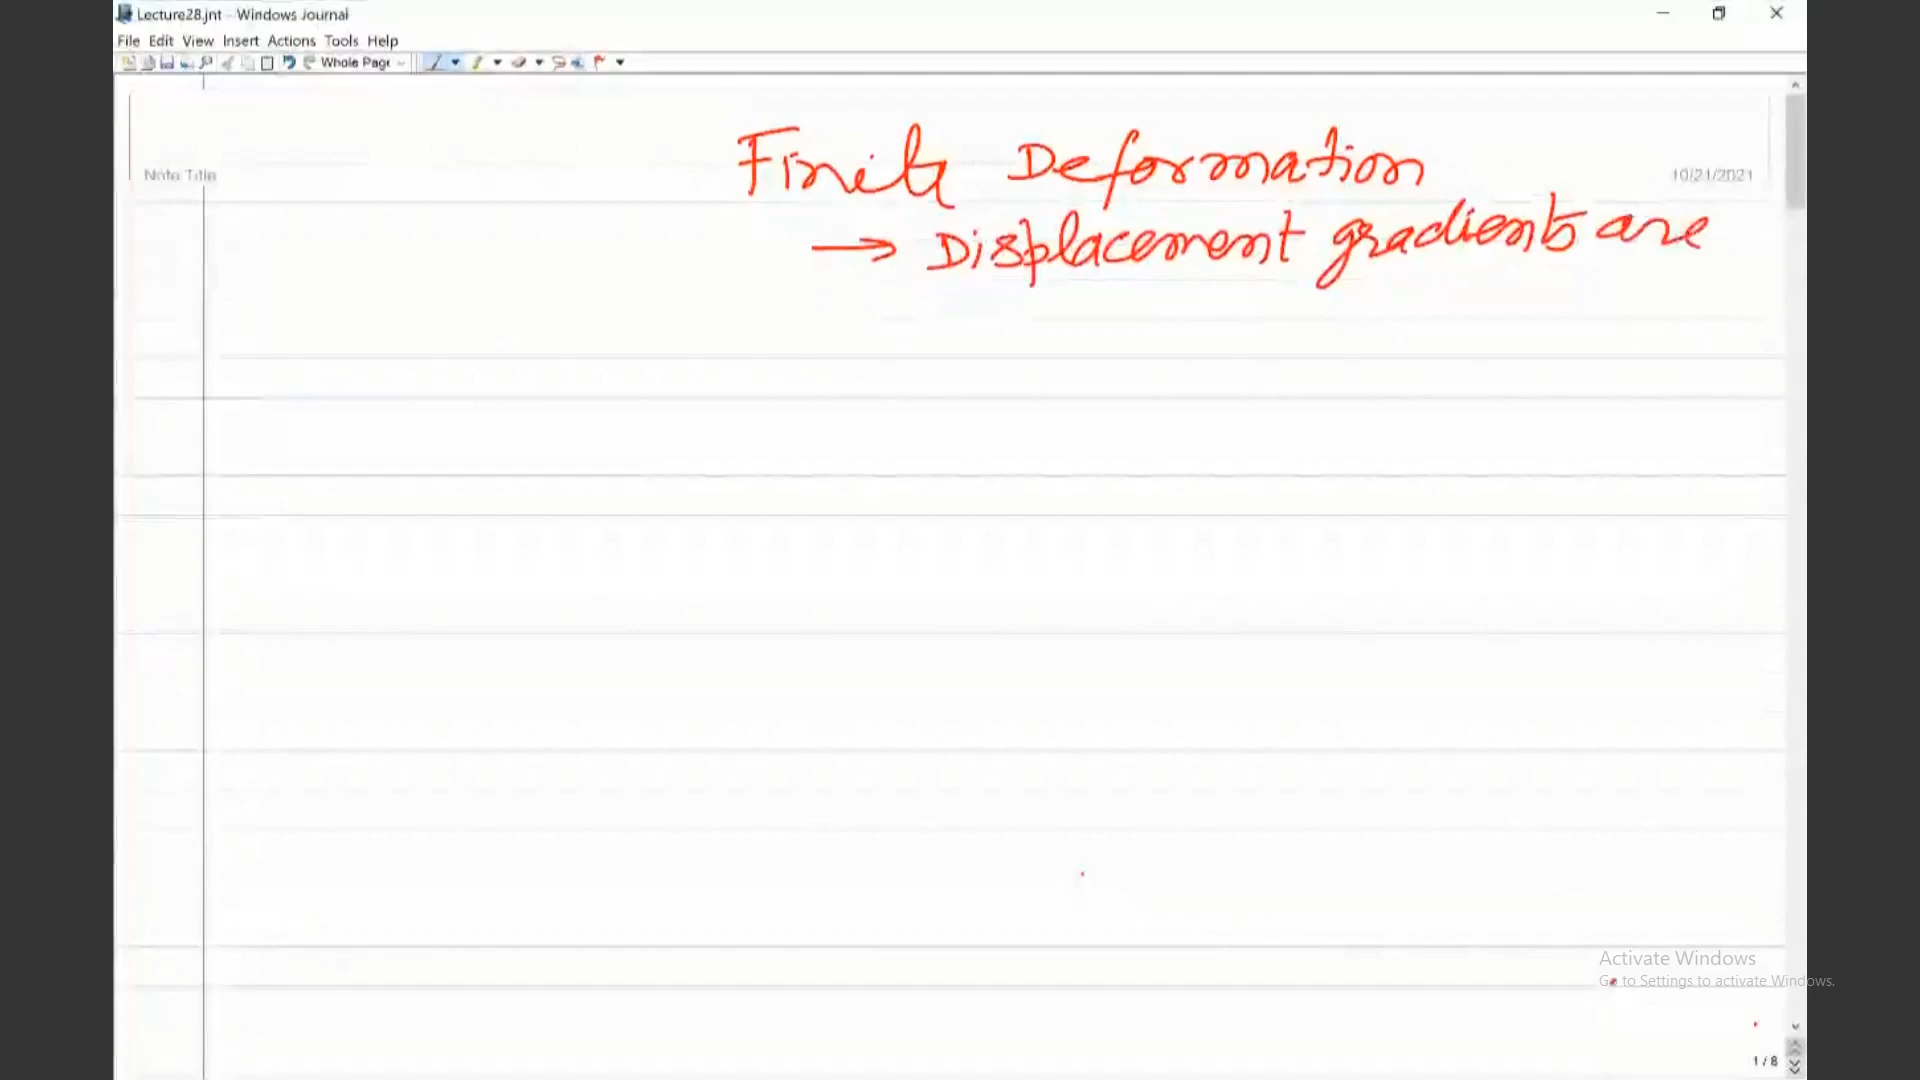 Lecture28.jnt - Windows Journal
File Edit View Insert Actions Tools Help
Whole Page
Finite Deformation
Note Title
10/21/2021
→ Displacement gradients are
Activate Windows
Go to Settings to activate Windows.
1 / 8